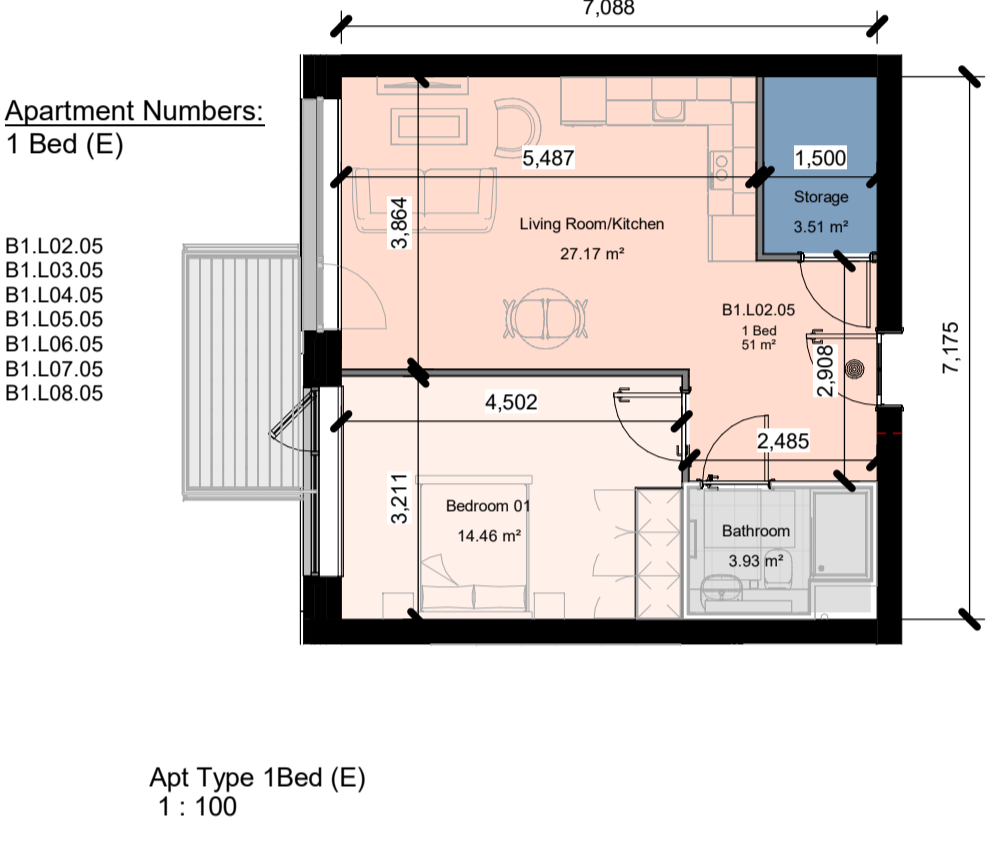 7,088
Apartment Numbers:
1 Bed (E)
5,487
1,500
Storage
3.51 m²
3,864
Living Room/Kitchen
27.17 m²
B1.L02.05
B1.L03.05
B1.L04.05
B1.L05.05
B1.L06.05
B1.L07.05
B1.L08.05
B1.L02.05
1 Bed
51 m²
2,908
7,175
4,502
2,485
3,211
Bedroom 01
14.46 m²
Bathroom
3.93 m²
Apt Type 1Bed (E)
1 : 100